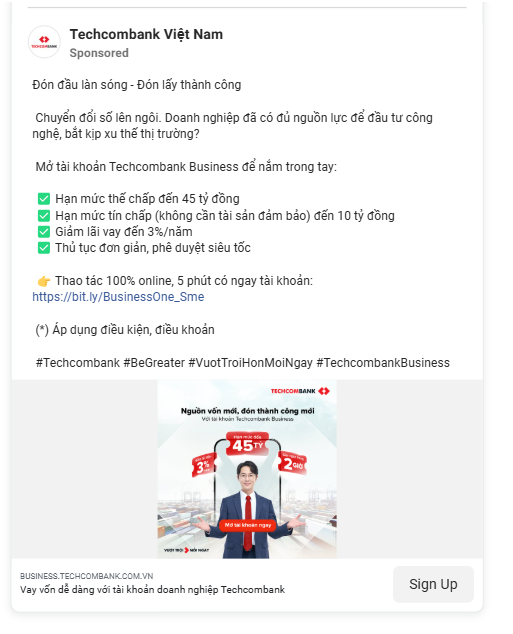 Techcombank Việt Nam
Sponsored
Đón đầu làn sóng - Đón lấy thành công
Chuyển đổi số lên ngôi. Doanh nghiệp đã có đủ nguồn lực để đầu tư công
nghệ, bắt kịp xu thế thị trường?
Mở tài khoản Techcombank Business để nắm trong tay:
✅ Hạn mức thế chấp đến 45 tỷ đồng
✅ Hạn mức tín chấp (không cần tài sản đảm bảo) đến 10 tỷ đồng
✅ Giảm lãi vay đến 3%/năm
✅ Thủ tục đơn giản, phê duyệt siêu tốc
👉 Thao tác 100% online, 5 phút có ngay tài khoản:
https://bit.ly/BusinessOne_Sme
(*) Áp dụng điều kiện, điều khoản
#Techcombank #BeGreater #VuotTroiHonMoiNgay #TechcombankBusiness
TECHCOMBANK
Nguồn vốn mới, đón thành công mới
Với tài khoản Techcombank Business
Hạn mức đến
45 TỶ
3%
2 GIỜ
Mở tài khoản ngay
VƯỢT TRỘI MỖI NGÀY
BUSINESS.TECHCOMBANK.COM.VN
Vay vốn dễ dàng với tài khoản doanh nghiệp Techcombank
Sign Up